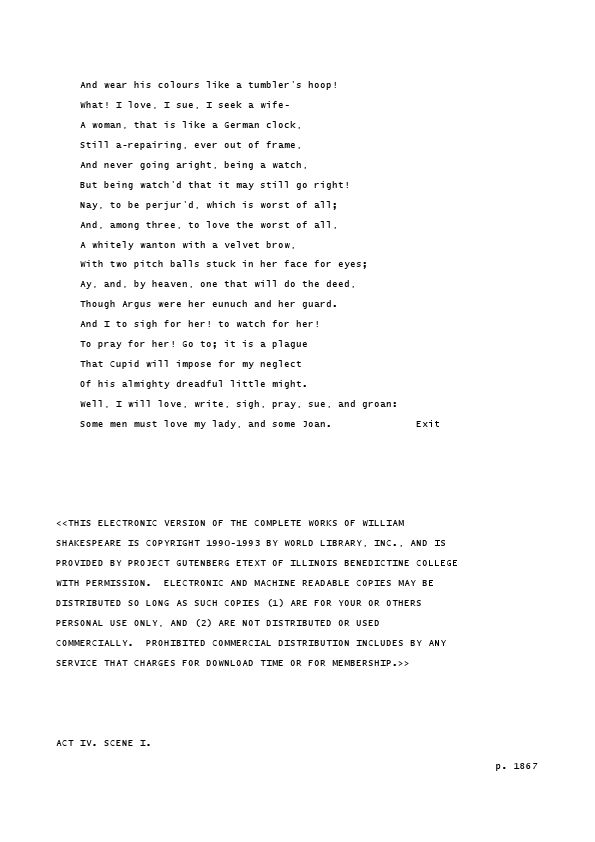 And wear his colours like a tumbler's hoop!
What! I love, I sue, I seek a wife-
A woman, that is like a German clock,
Still a-repairing, ever out of frame,
And never going aright, being a watch,
But being watch'd that it may still go right!
Nay, to be perjur'd, which is worst of all;
And, among three, to love the worst of all,
A whitely wanton with a velvet brow,
With two pitch balls stuck in her face for eyes;
Ay, and, by heaven, one that will do the deed,
Though Argus were her eunuch and her guard.
And I to sigh for her! to watch for her!
To pray for her! Go to; it is a plague
That Cupid will impose for my neglect
Of his almighty dreadful little might.
Well, I will love, write, sigh, pray, sue, and groan:
Some men must love my lady, and some Joan. Exit
<<THIS ELECTRONIC VERSION OF THE COMPLETE WORKS OF WILLIAM
SHAKESPEARE IS COPYRIGHT 1990-1993 BY WORLD LIBRARY, INC., AND IS
PROVIDED BY PROJECT GUTENBERG ETEXT OF ILLINOIS BENEDICTINE COLLEGE
WITH PERMISSION. ELECTRONIC AND MACHINE READABLE COPIES MAY BE
DISTRIBUTED SO LONG AS SUCH COPIES (1) ARE FOR YOUR OR OTHERS
PERSONAL USE ONLY, AND (2) ARE NOT DISTRIBUTED OR USED
COMMERCIALLY. PROHIBITED COMMERCIAL DISTRIBUTION INCLUDES BY ANY
SERVICE THAT CHARGES FOR DOWNLOAD TIME OR FOR MEMBERSHIP.>>
ACT IV. SCENE I.
p. 1867